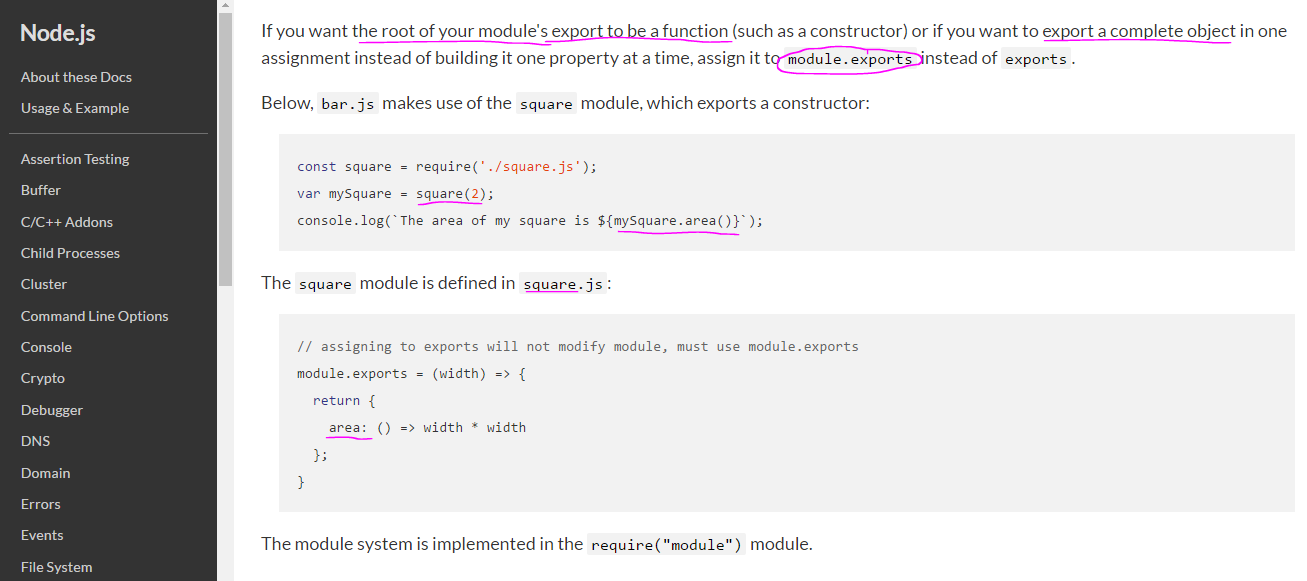 Node.js
About these Docs
Usage & Example
Assertion Testing
Buffer
C/C++ Addons
Child Processes
Cluster
Command Line Options
Console
Crypto
Debugger
DNS
Domain
Errors
Events
File System
If you want the root of your module's export to be a function (such as a constructor) or if you want to export a complete object in one
assignment instead of building it one property at a time, assign it to module.exports instead of exports.
Below, bar.js makes use of the square module, which exports a constructor:
const square = require('./square.js');
var mySquare = square(2);
console.log(`The area of my square is ${mySquare.area()}`);
The square module is defined in square.js:
// assigning to exports will not modify module, must use module.exports
module.exports = (width) => {
return {
area: () => width * width
};
}
The module system is implemented in the require("module") module.